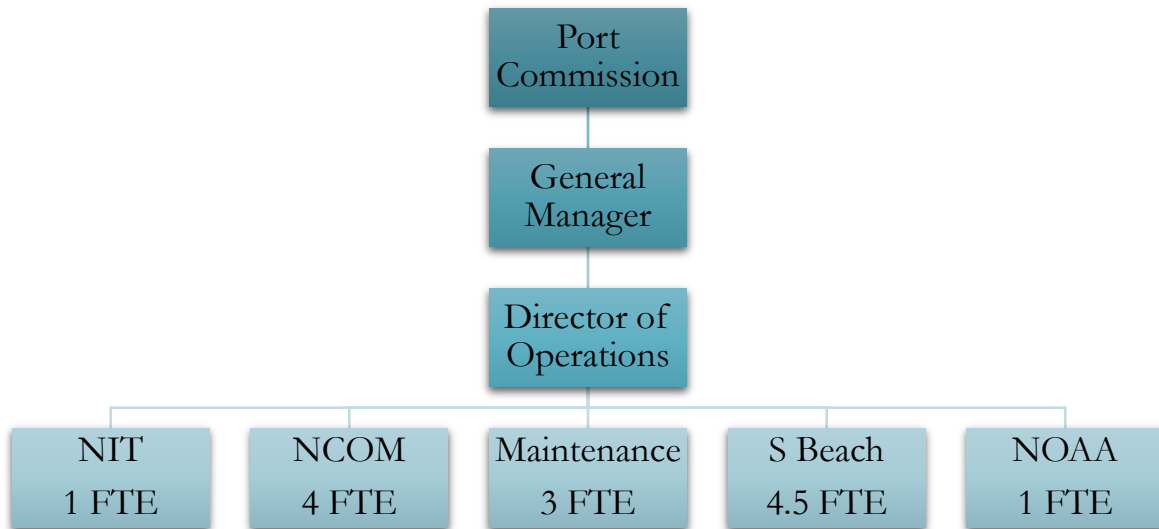 Port
Commission
General
Manager
Director of
Operations
NIT
1 FTE
NCOM
4 FTE
Maintenance
3 FTE
S Beach
4.5 FTE
NOAA
1 FTE